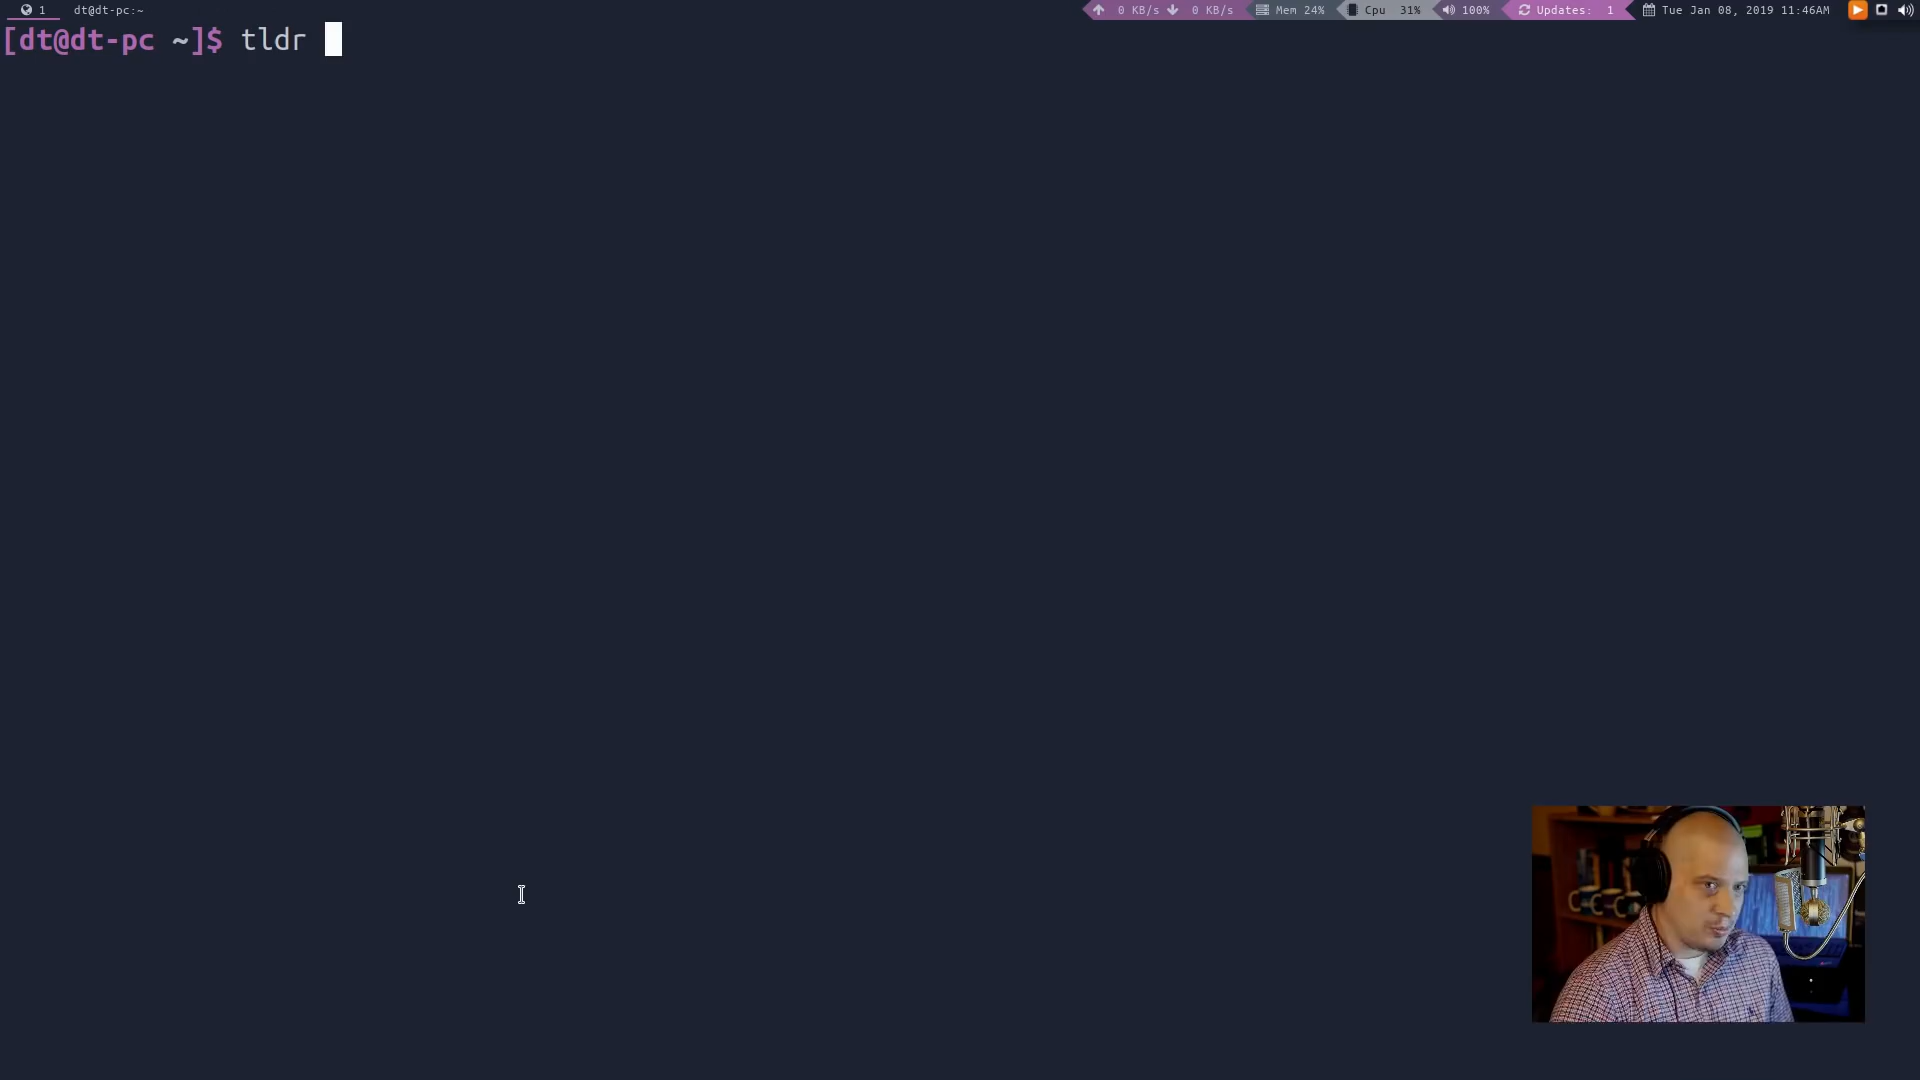 1 dt@dt-pc:~ 0 KB/s 0 KB/s Mem 24% Cpu 31% 100% Updates: 1 Tue Jan 08, 2019 11:46AM
[dt@dt-pc ~]$ tldr